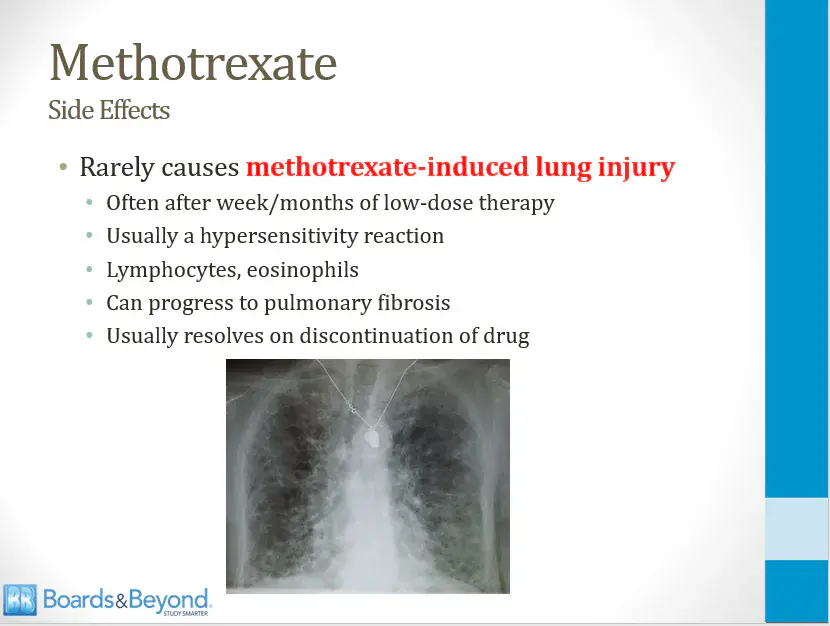 Methotrexate
Side Effects
• Rarely causes methotrexate-induced lung injury
• Often after week/months of low-dose therapy
• Usually a hypersensitivity reaction
• Lymphocytes, eosinophils
• Can progress to pulmonary fibrosis
• Usually resolves on discontinuation of drug
BB Boards&Beyond.
STUDY SMARTER